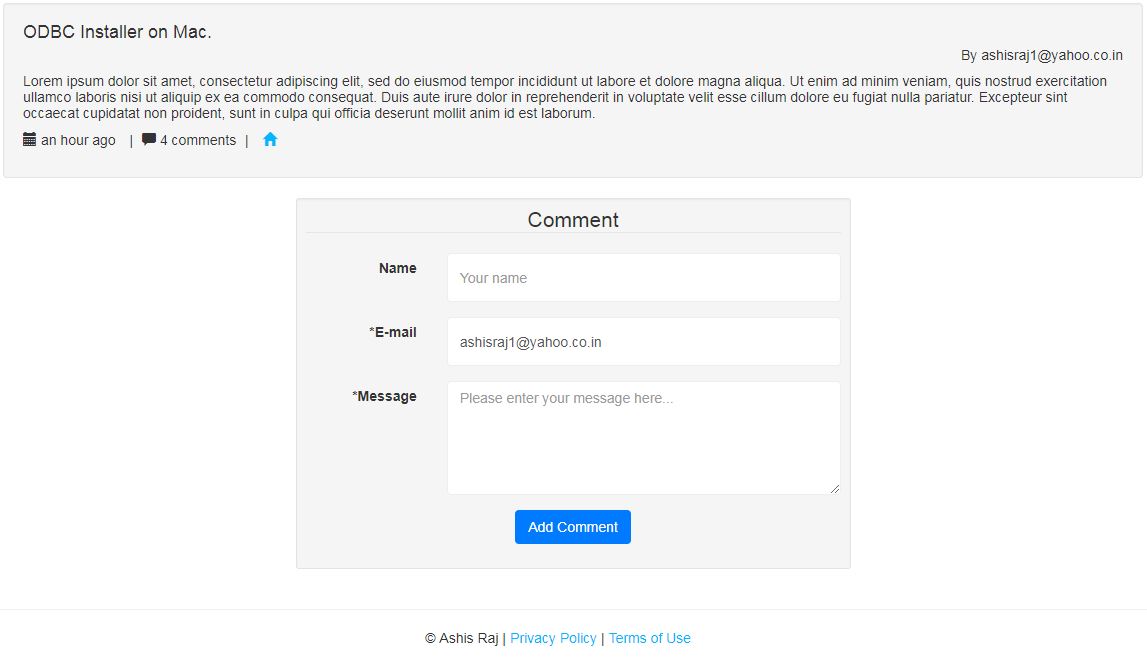 ODBC Installer on Mac.
By ashisraj1@yahoo.co.in
Lorem ipsum dolor sit amet, consectetur adipiscing elit, sed do eiusmod tempor incididunt ut labore et dolore magna aliqua. Ut enim ad minim veniam, quis nostrud exercitation
ullamco laboris nisi ut aliquip ex ea commodo consequat. Duis aute irure dolor in reprehenderit in voluptate velit esse cillum dolore eu fugiat nulla pariatur. Excepteur sint
occaecat cupidatat non proident, sunt in culpa qui officia deserunt mollit anim id est laborum.
an hour ago | 4 comments |
Comment
Name
Your name
*E-mail
ashisraj1@yahoo.co.in
*Message
Please enter your message here...
Add Comment
© Ashis Raj | Privacy Policy | Terms of Use